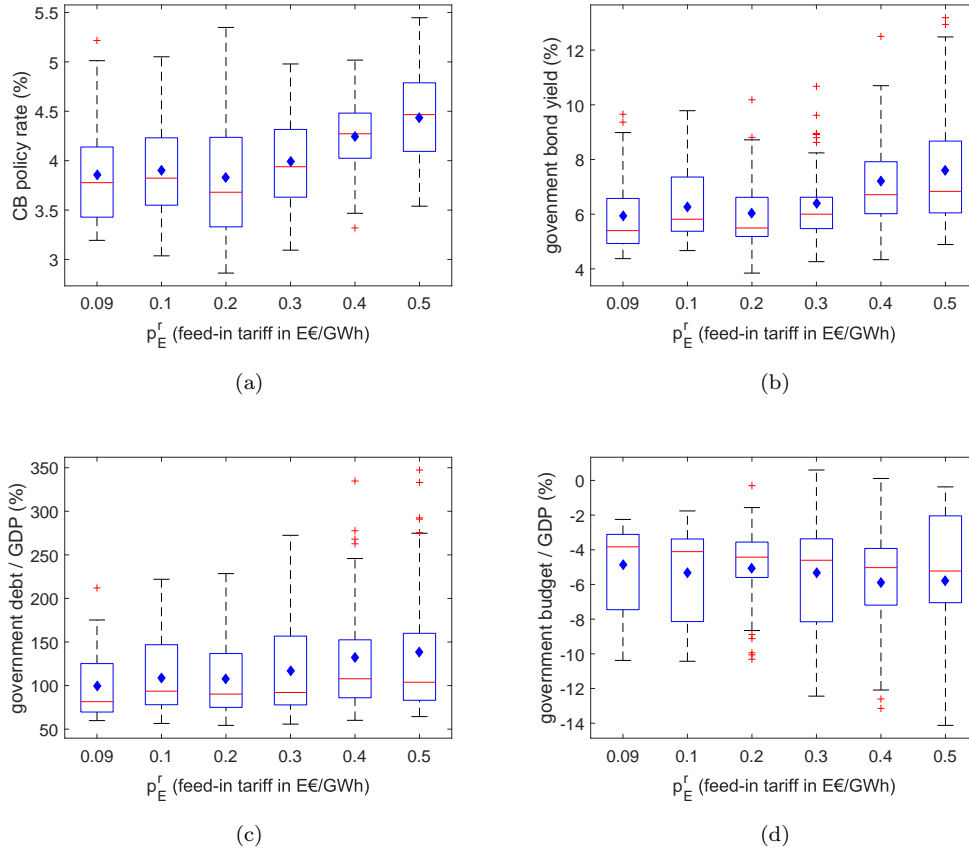 5.5
5
4.5
4
3.5
3
CB policy rate (%)
0.09 0.1 0.2 0.3 0.4 0.5
p_E^r (feed-in tariff in E€/GWh)
(a)
12
10
8
6
4
government bond yield (%)
0.09 0.1 0.2 0.3 0.4 0.5
p_E^r (feed-in tariff in E€/GWh)
(b)
350
300
250
200
150
100
50
government debt / GDP (%)
0.09 0.1 0.2 0.3 0.4 0.5
p_E^r (feed-in tariff in E€/GWh)
(c)
0
-2
-4
-6
-8
-10
-12
-14
government budget / GDP (%)
0.09 0.1 0.2 0.3 0.4 0.5
p_E^r (feed-in tariff in E€/GWh)
(d)